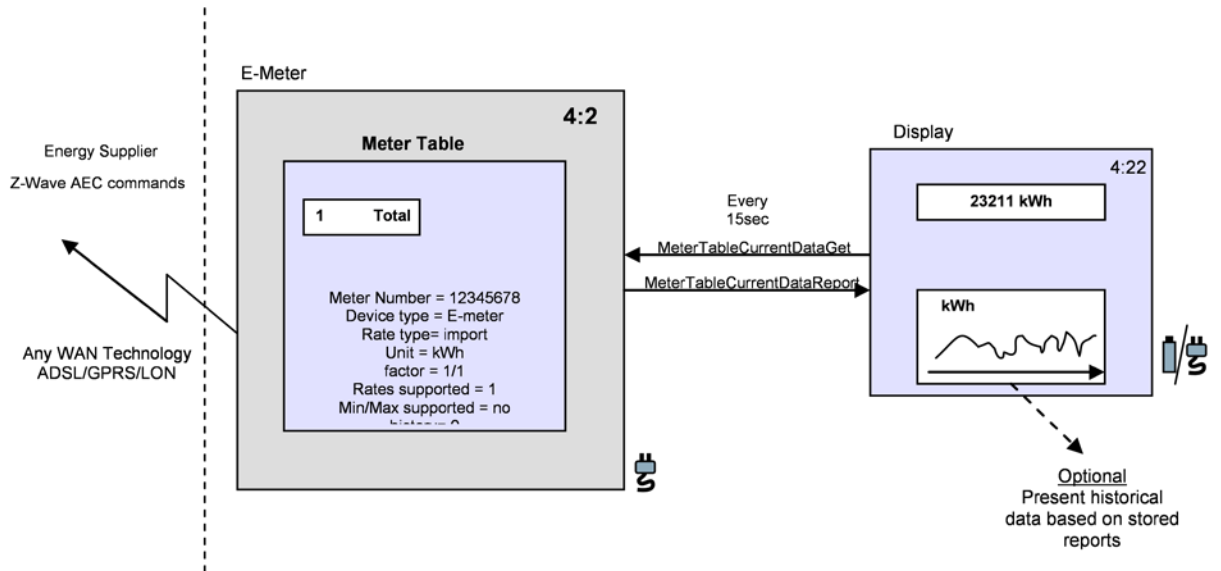 E-Meter
4:2
Meter Table
1 Total
Meter Number = 12345678
Device type = E-meter
Rate type= import
Unit = kWh
factor = 1/1
Rates supported = 1
Min/Max supported = no
Energy Supplier
Z-Wave AEC commands
Any WAN Technology
ADSL/GPRS/LON
Every
15sec
MeterTableCurrentDataGet
MeterTableCurrentDataReport
Display
4:22
23211 kWh
kWh
Optional
Present historical
data based on stored
reports